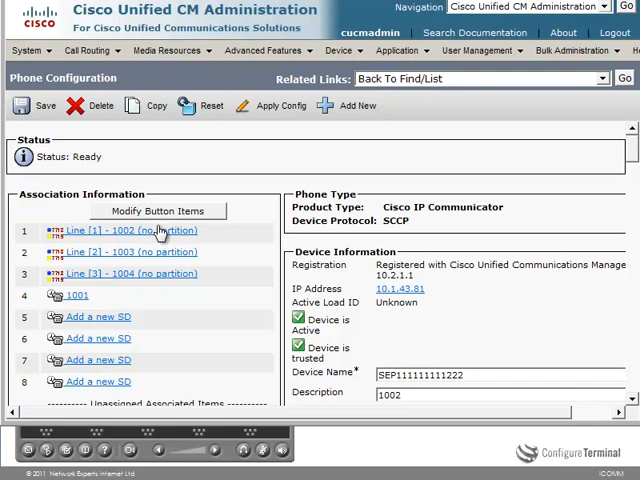 Cisco Unified CM Administration
Navigation Cisco Unified CM Administration Go
CISCO
For Cisco Unified Communications Solutions
cucmadmin Search Documentation About Logout
System Call Routing Media Resources Advanced Features Device Application User Management Bulk Administration
Phone Configuration
Related Links: Back To Find/List Go
Save Delete Copy Reset Apply Config Add New
Status
Status: Ready
Association Information
Modify Button Items
1 Line [1] - 1002 (no partition)
2 Line [2] - 1003 (no partition)
3 Line [3] - 1004 (no partition)
4 1001
5 Add a new SD
6 Add a new SD
7 Add a new SD
8 Add a new SD
---------- Unassigned Associated Items ----------
Phone Type
Product Type: Cisco IP Communicator
Device Protocol: SCCP
Device Information
Registration Registered with Cisco Unified Communications Manage
10.2.1.1
IP Address 10.1.43.81
Active Load ID Unknown
Device is
Active
Device is
trusted
Device Name* SEP111111111222
Description 1002
ConfigureTerminal
© 2011 Network Experts Internet Ltd
iCOMM